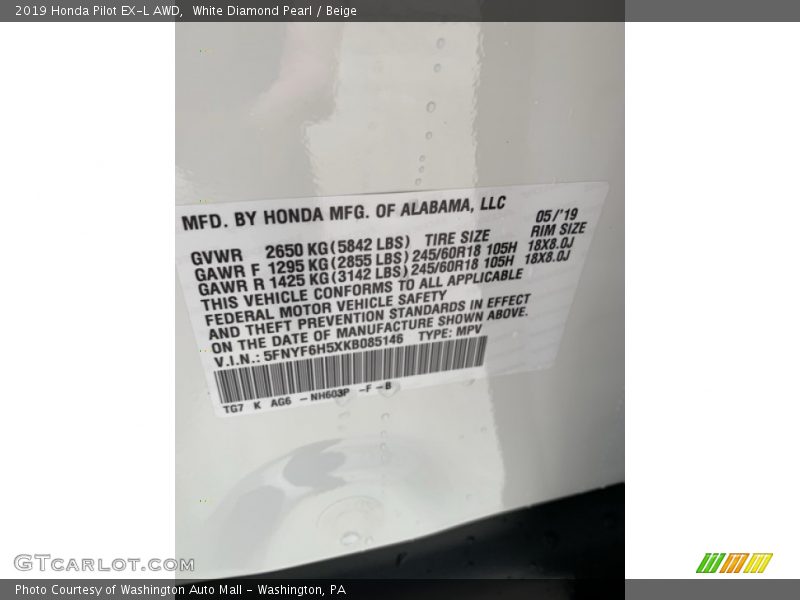 2019 Honda Pilot EX-L AWD,  White Diamond Pearl / Beige
MFD. BY HONDA MFG. OF ALABAMA, LLC 05/'19
GVWR 2650 KG(5842 LBS) TIRE SIZE RIM SIZE
GAWR F 1295 KG(2855 LBS) 245/60R18 105H 18X8.0J
GAWR R 1425 KG(3142 LBS) 245/60R18 105H 18X8.0J
THIS VEHICLE CONFORMS TO ALL APPLICABLE
FEDERAL MOTOR VEHICLE SAFETY
AND THEFT PREVENTION STANDARDS IN EFFECT
ON THE DATE OF MANUFACTURE SHOWN ABOVE.
V.I.N.: 5FNYF6H5XKB085146 TYPE: MPV
TG7 K AG6 - NH603P -F - B
GTCARLOT.COM
Photo Courtesy of Washington Auto Mall - Washington, PA